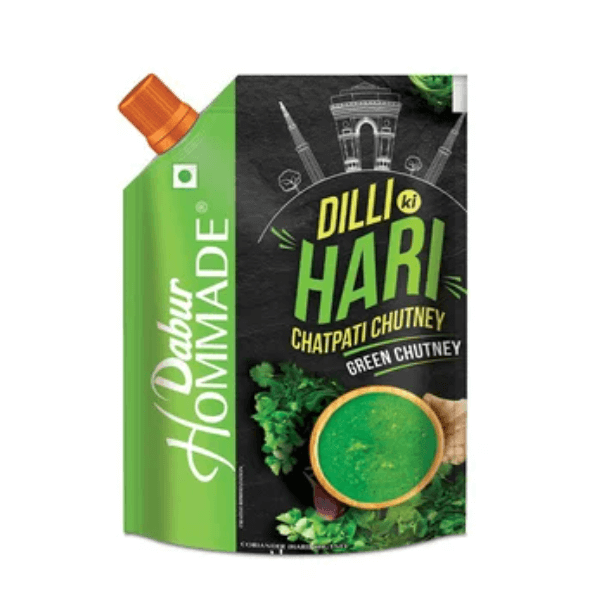 Dabur
HOMMADE®
DILLI ki
HARI
CHATPATI CHUTNEY
GREEN CHUTNEY